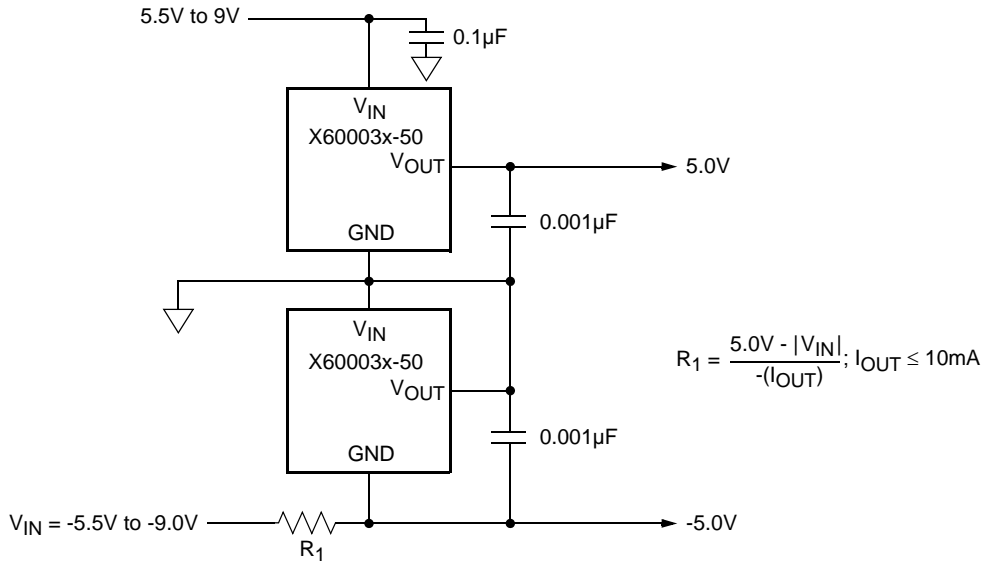 5.5V to 9V
0.1µF
VIN
X60003x-50
VOUT
5.0V
0.001µF
GND
VIN
X60003x-50
VOUT
R1 = 5.0V - |VIN| / -(IOUT) ; IOUT ≤ 10mA
0.001µF
GND
VIN = -5.5V to -9.0V
R1
-5.0V